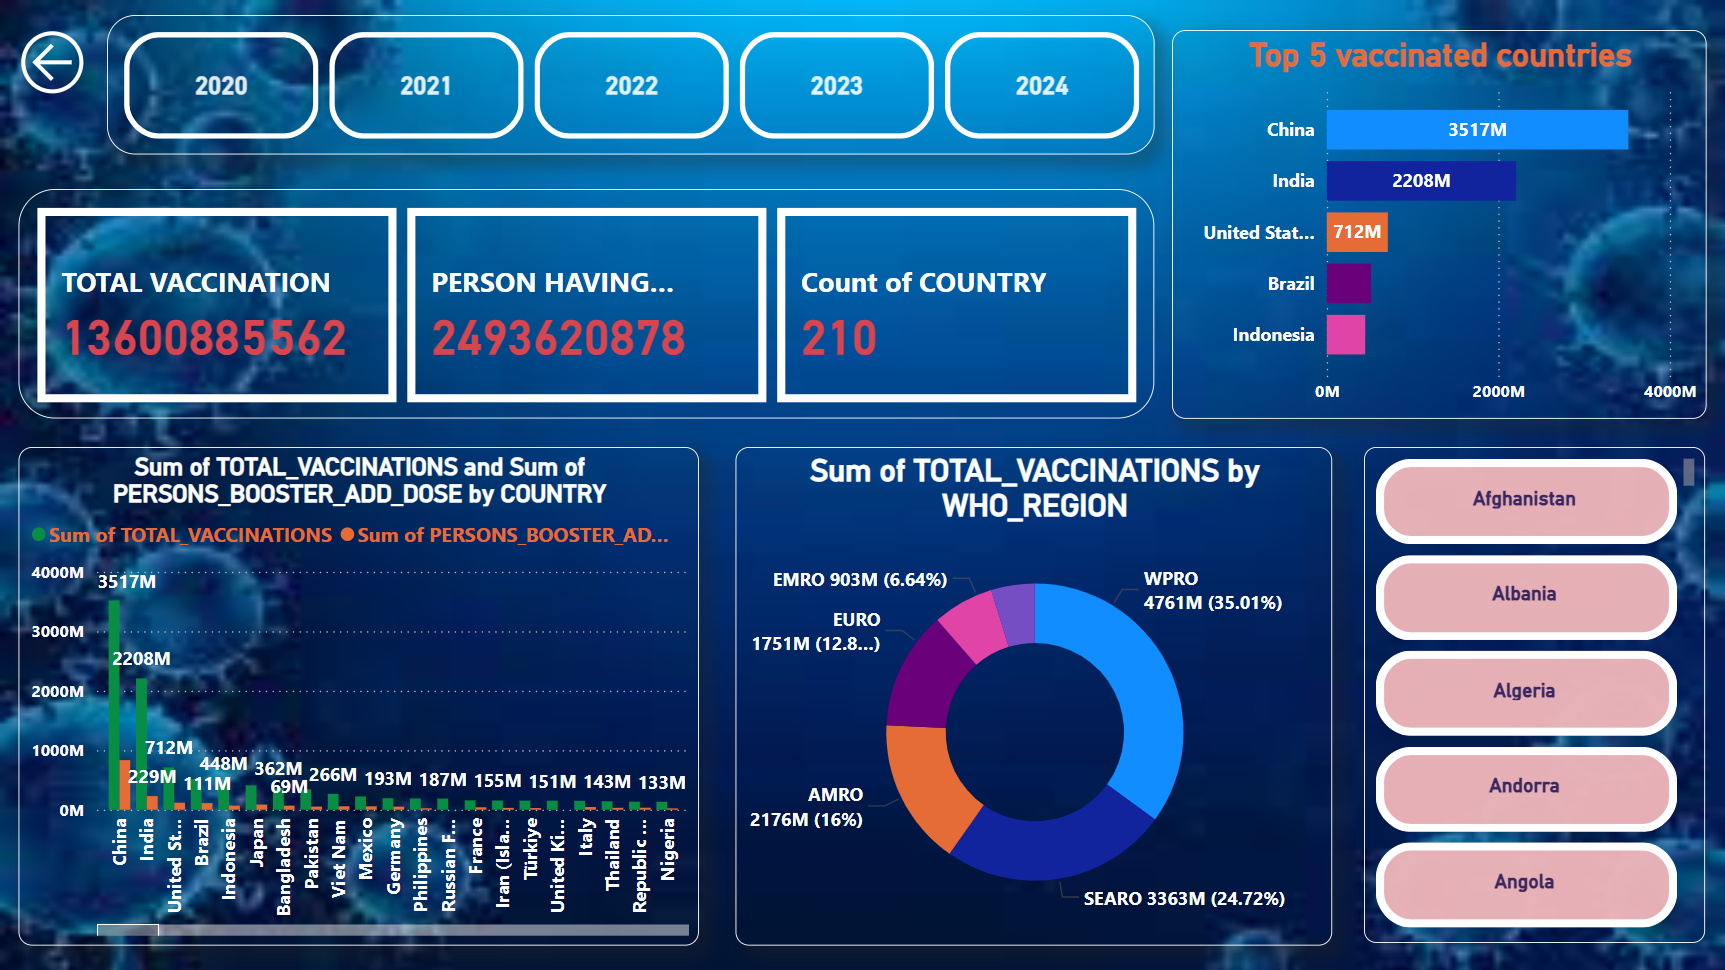 2020
2021
2022
2023
2024
Top 5 vaccinated countries
China
3517M
India
2208M
United Stat...
712M
Brazil
Indonesia
0M
2000M
4000M
TOTAL VACCINATION
13600885562
PERSON HAVING...
2493620878
Count of COUNTRY
210
Sum of TOTAL_VACCINATIONS and Sum of
PERSONS_BOOSTER_ADD_DOSE by COUNTRY
Sum of TOTAL_VACCINATIONS
Sum of PERSONS_BOOSTER_AD...
4000M
3000M
2000M
1000M
0M
3517M
2208M
712M
229M
111M
448M
362M
69M
266M
193M
187M
155M
151M
143M
133M
China
India
United St...
Brazil
Indonesia
Japan
Bangladesh
Pakistan
Viet Nam
Mexico
Germany
Philippines
Russian F...
France
Iran (Isla...
Türkiye
United Ki...
Italy
Thailand
Republic ...
Nigeria
Sum of TOTAL_VACCINATIONS by
WHO_REGION
EMRO 903M (6.64%)
WPRO
4761M (35.01%)
EURO
1751M (12.8...)
AMRO
2176M (16%)
SEARO 3363M (24.72%)
Afghanistan
Albania
Algeria
Andorra
Angola